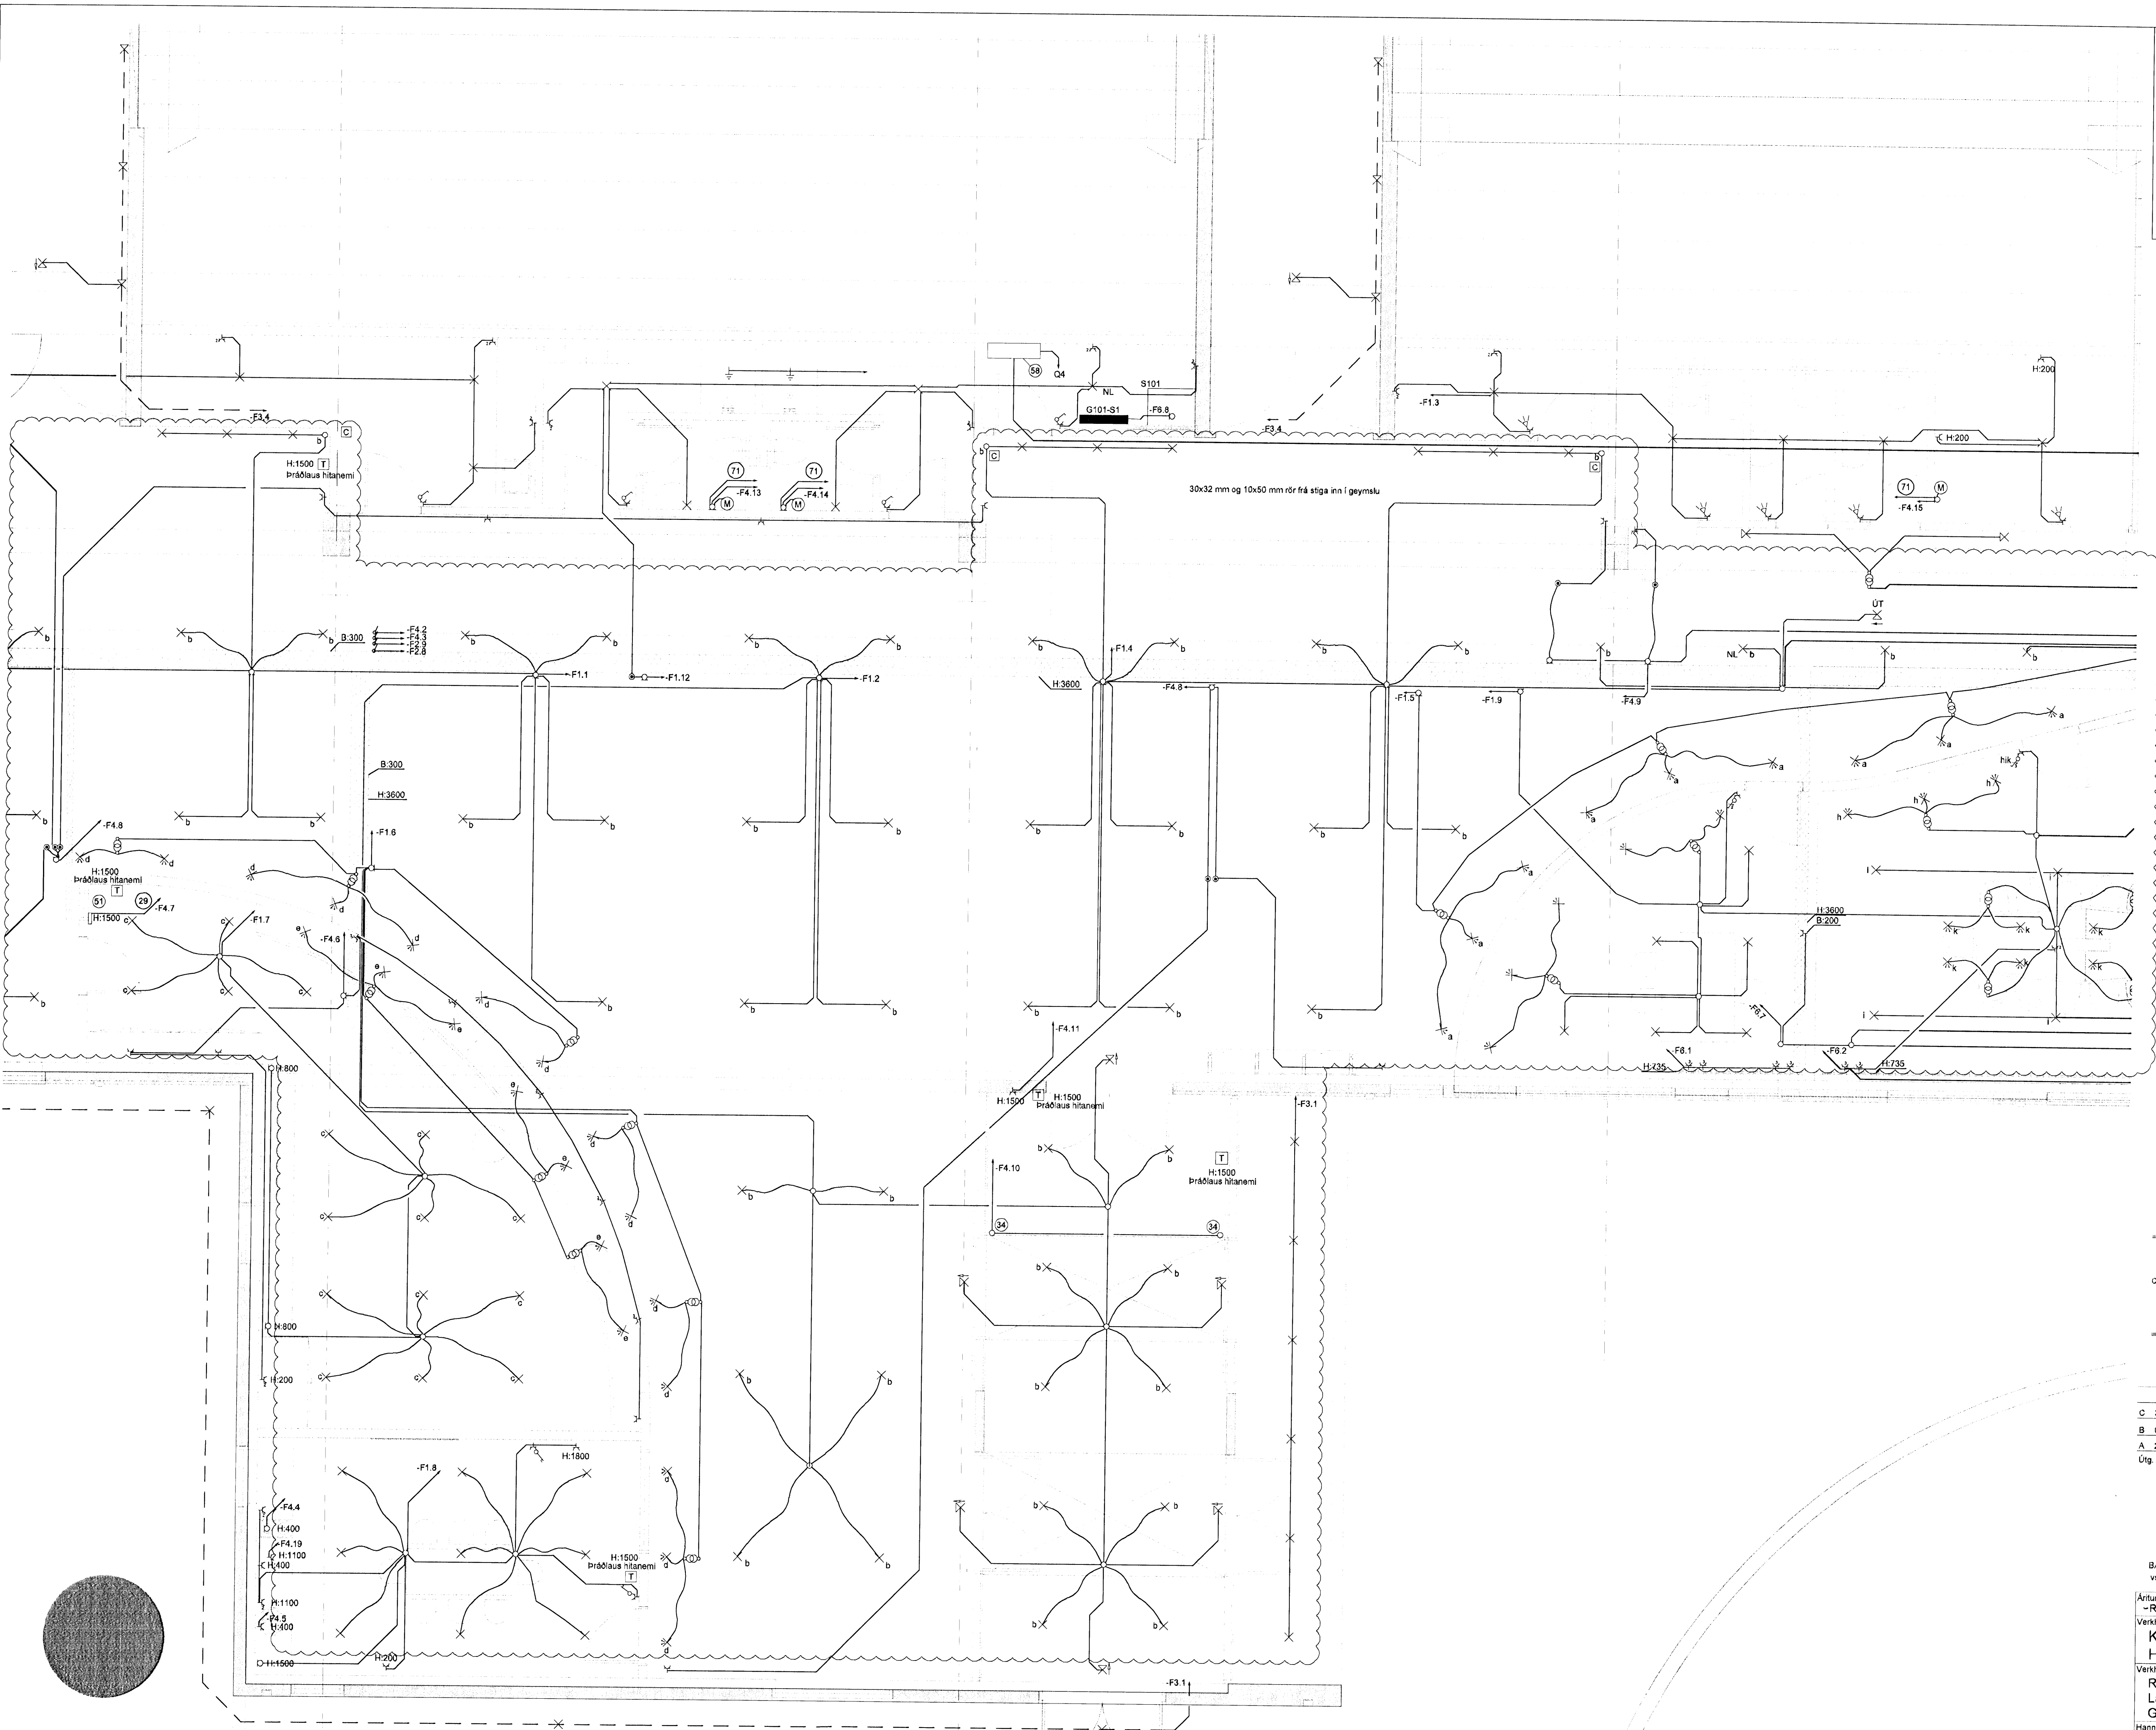 -F3.4
b
C
H:1500 T
Þráðlaus hitanemi
71
71
-F4.13
-F4.14
M
M
58
Q4
NL
S101
G101-S1
-F6.8
-F3.4
-F1.3
H:200
H:200
71
M
-F4.15
b
C
b
C
30x32 mm og 10x50 mm rör frá stiga inn í geymslu
ÚT
b
b
b
B:300
-F4.2
-F4.3
-F2.9
-F2.8
b
b
b
b
b
b
b
b
b
NL
b
b
b
-F1.1
-F1.12
-F1.2
H:3600
-F1.4
-F4.8
-F1.5
-F1.9
-F4.9
B:300
H:3600
a
a
a
a
a
a
a
hik
h
h
h
b
b
b
b
b
b
b
b
b
b
b
-F4.8
-F1.6
d
d
H:1500
Þráðlaus hitanemi
T
51
29
H:1500
-F4.7
-F1.7
c
c
c
c
c
-F4.6
d
d
d
e
e
e
d
d
a
a
a
i
i
i
i
H:3600
B:200
k
k
k
k
k
k
b
b
b
b
b
b
b
-F6.7
-F6.1
H:735
-F6.2
H:735
H:800
-F4.11
H:1500
T
H:1500
Þráðlaus hitanemi
-F3.1
e
e
d
d
c
c
c
c
c
b
b
b
b
T
H:1500
Þráðlaus hitanemi
-F4.10
34
34
e
e
d
d
H:800
H:200
c
c
c
c
c
c
b
b
b
b
b
b
b
b
-F1.8
H:1800
-F4.4
H:400
-F4.19
H:1100
H:400
H:1100
-F4.5
H:400
H:1500
H:200
H:1500
Þráðlaus hitanemi
T
d
d
d
b
b
b
b
b
b
-F3.1
C
B
A
Útg.